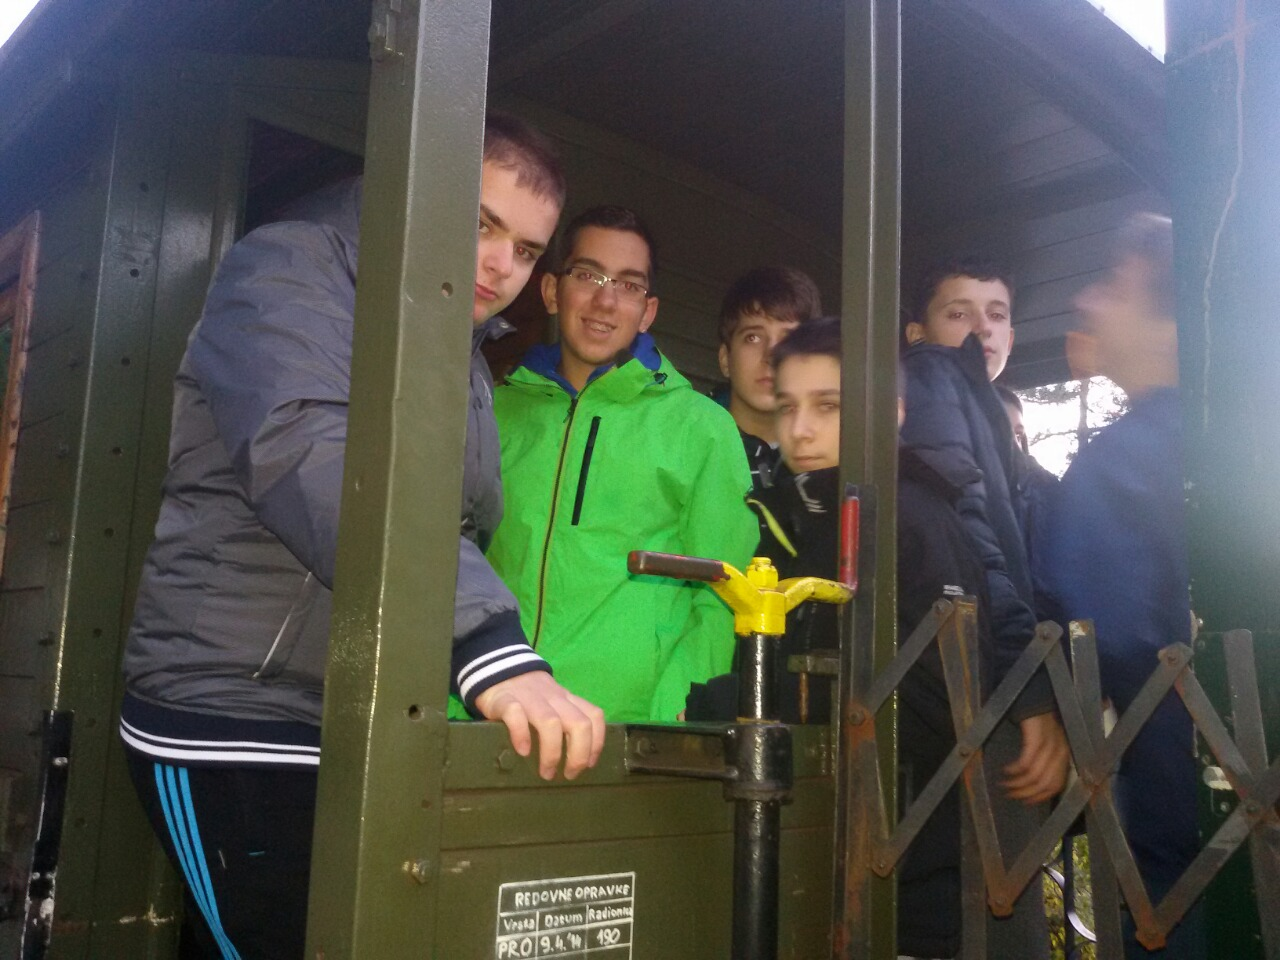 REDOVNE OPRAVKE
Vrsta Datum Radionica
PRO 9.4.'14 190